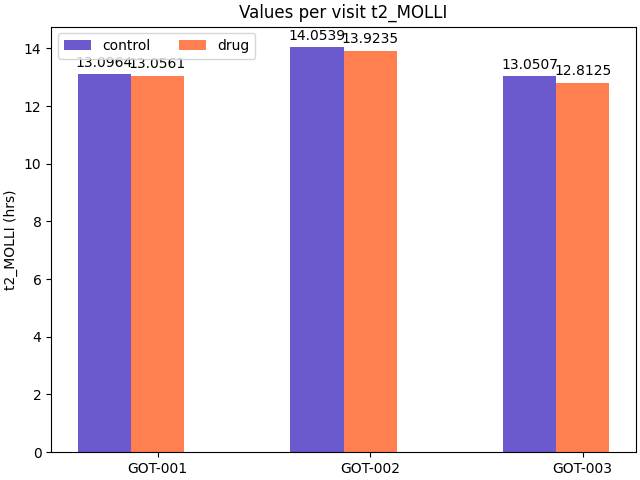 Values per visit t2_MOLLI
control
drug
13.0964
13.0561
14.0539
13.9235
13.0507
12.8125
t2_MOLLI (hrs)
14
12
10
8
6
4
2
0
GOT-001
GOT-002
GOT-003